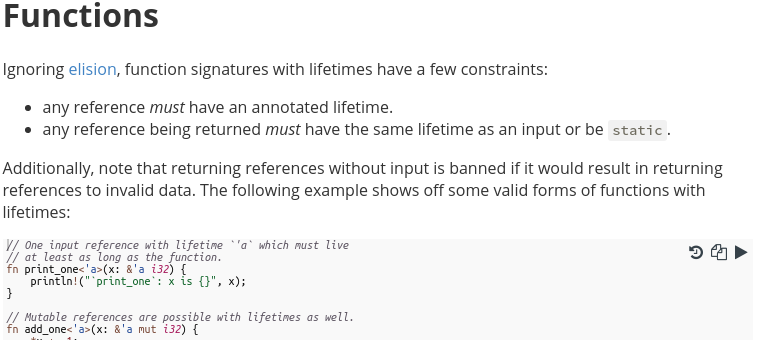 Functions
Ignoring elision, function signatures with lifetimes have a few constraints:
• any reference must have an annotated lifetime.
• any reference being returned must have the same lifetime as an input or be static.
Additionally, note that returning references without input is banned if it would result in returning
references to invalid data. The following example shows off some valid forms of functions with
lifetimes:
// One input reference with lifetime `'a` which must live
// at least as long as the function.
fn print_one<'a>(x: &'a i32) {
    println!("`print_one`: x is {}", x);
}
// Mutable references are possible with lifetimes as well.
fn add_one<'a>(x: &'a mut i32) {